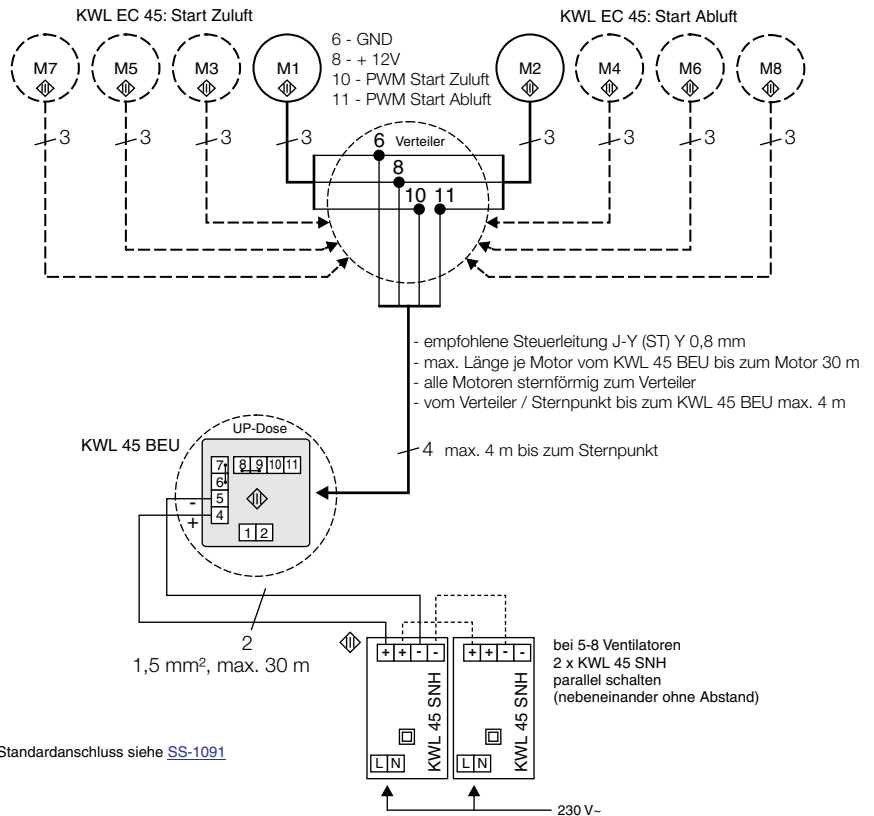 KWL EC 45: Start Zuluft
KWL EC 45: Start Abluft
M7
M5
M3
M1
M2
M4
M6
M8
6 - GND
8 - + 12V
10 - PWM Start Zuluft
11 - PWM Start Abluft
3
3
3
3
3
3
3
3
6
Verteiler
8
10
11
- empfohlene Steuerleitung J-Y (ST) Y 0,8 mm
- max. Länge je Motor vom KWL 45 BEU bis zum Motor 30 m
- alle Motoren sternförmig zum Verteiler
- vom Verteiler / Sternpunkt bis zum KWL 45 BEU max. 4 m
4 max. 4 m bis zum Sternpunkt
KWL 45 BEU
UP-Dose
7 8 9 10 11
6
- 5
+ 4
1 2
2
1,5 mm², max. 30 m
+ + - -
+ + - -
KWL 45 SNH
KWL 45 SNH
L N
L N
bei 5-8 Ventilatoren
2 x KWL 45 SNH
parallel schalten
(nebeneinander ohne Abstand)
Standardanschluss siehe SS-1091
230 V~